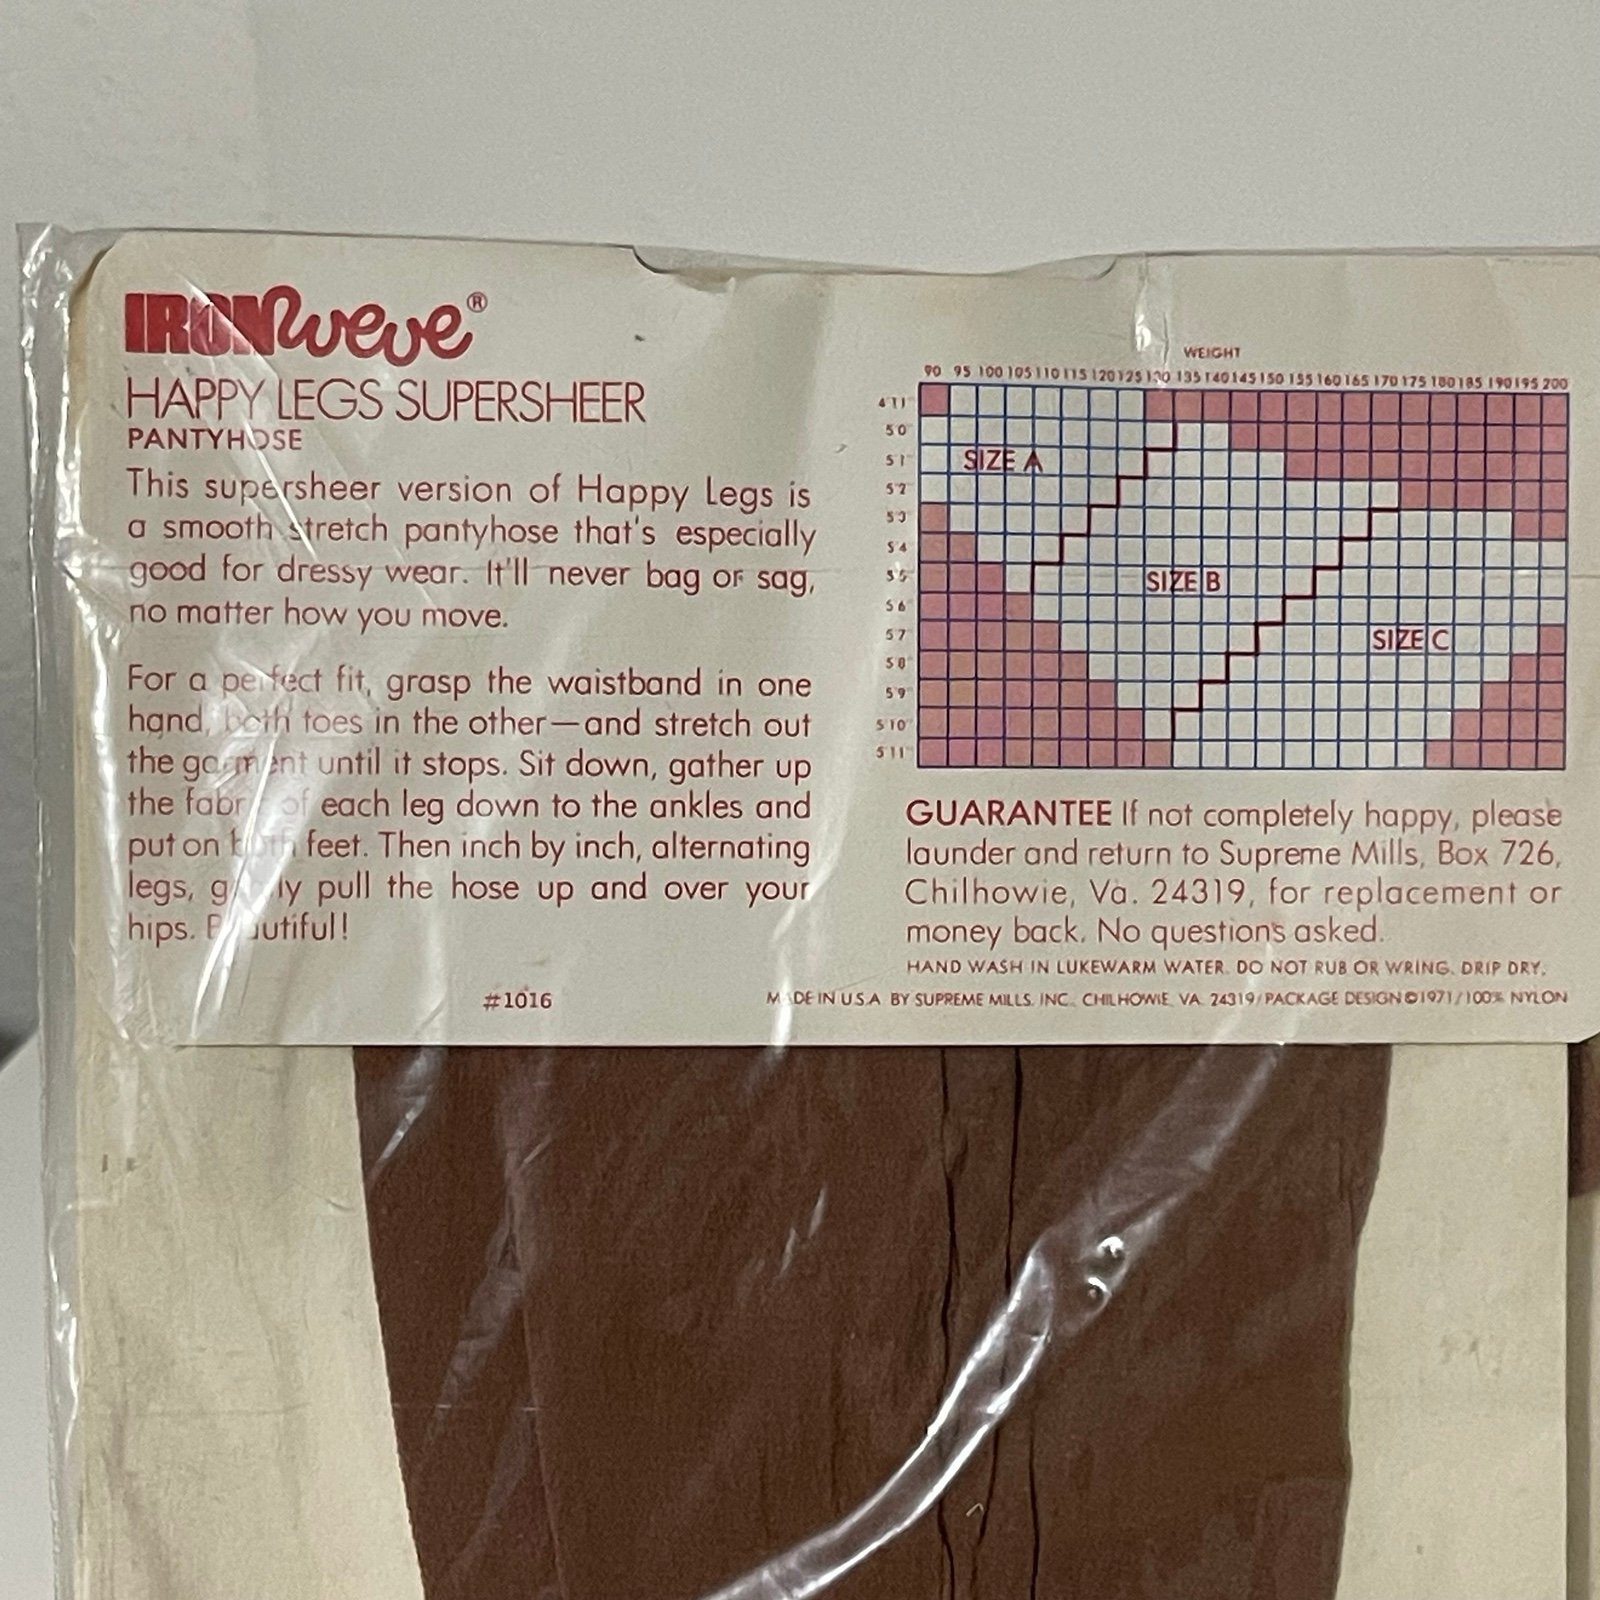 IRONweve®
HAPPY LEGS SUPERSHEER
PANTYHOSE
This supersheer version of Happy Legs is
a smooth stretch pantyhose that's especially
good for dressy wear. It'll never bag or sag,
no matter how you move.
For a perfect fit, grasp the waistband in one
hand, both toes in the other—and stretch out
the garment until it stops. Sit down, gather up
the fabric of each leg down to the ankles and
put on both feet. Then inch by inch, alternating
legs, gently pull the hose up and over your
hips. Beautiful!
#1016
WEIGHT
90 95 100 105 110 115 120 125 130 135 140 145 150 155 160 165 170 175 180 185 190 195 200
4'11"
5'0"
5'1"
SIZE A
5'2"
5'3"
5'4"
5'5"
SIZE B
5'6"
5'7"
SIZE C
5'8"
5'9"
5'10"
5'11"
GUARANTEE If not completely happy, please
launder and return to Supreme Mills, Box 726,
Chilhowie, Va. 24319, for replacement or
money back. No questions asked.
HAND WASH IN LUKEWARM WATER. DO NOT RUB OR WRING. DRIP DRY.
MADE IN U.S.A. BY SUPREME MILLS, INC., CHILHOWIE, VA. 24319/PACKAGE DESIGN ©1971/100% NYLON